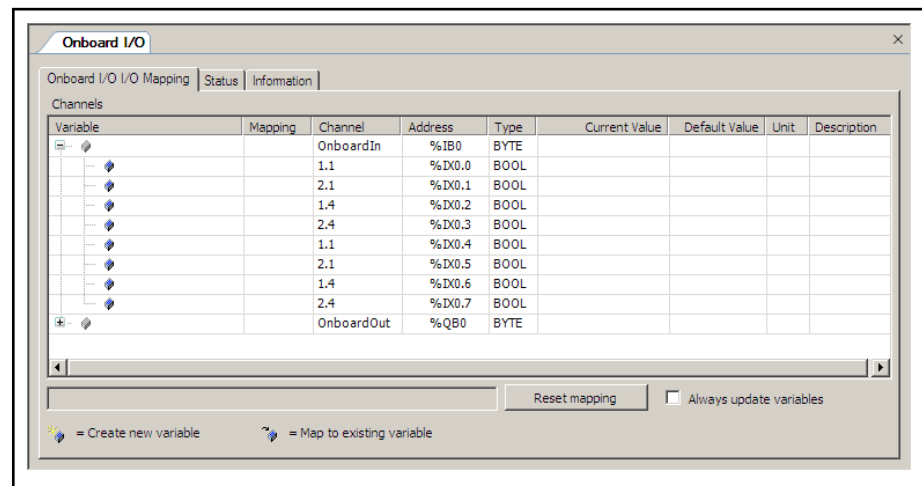 Onboard I/O
Onboard I/O I/O Mapping Status Information
Channels
Variable Mapping Channel Address Type Current Value Default Value Unit Description
OnboardIn %IB0 BYTE
1.1 %IX0.0 BOOL
2.1 %IX0.1 BOOL
1.4 %IX0.2 BOOL
2.4 %IX0.3 BOOL
1.1 %IX0.4 BOOL
2.1 %IX0.5 BOOL
1.4 %IX0.6 BOOL
2.4 %IX0.7 BOOL
OnboardOut %QB0 BYTE
Reset mapping Always update variables
= Create new variable = Map to existing variable